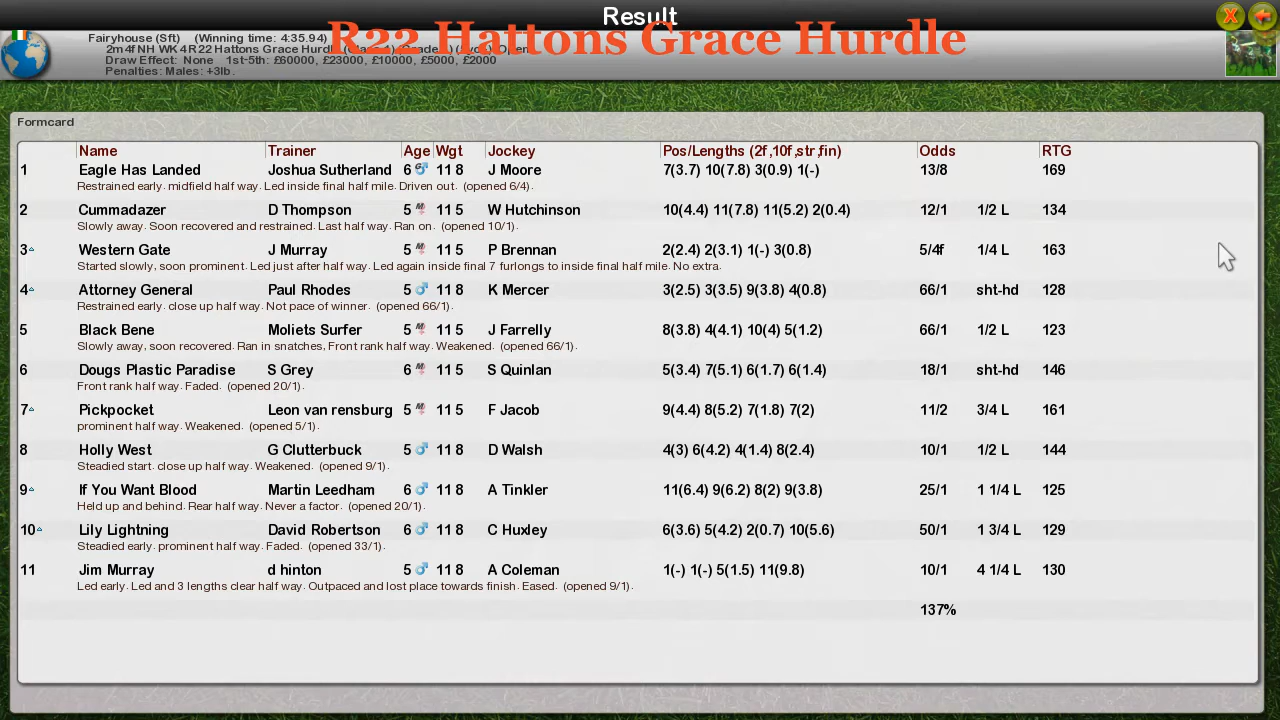 Result
R22 Hattons Grace Hurdle
Fairyhouse (Sft) (Winning time: 4:35.94)
2m4f NH WK 4 R22 Hattons Grace Hurdle (Class 1) (Grade 1) (5yo+) Open
Draw Effect: None 1st-5th: £60000, £23000, £10000, £5000, £2000
Penalties: Males: +3lb.
Formcard
Name Trainer Age Wgt Jockey Pos/Lengths (2f,10f,str,fin) Odds RTG
1 Eagle Has Landed Joshua Sutherland 6 11 8 J Moore 7(3.7) 10(7.8) 3(0.9) 1(-) 13/8 169
Restrained early. midfield half way. Led inside final half mile. Driven out. (opened 6/4).
2 Cummadazer D Thompson 5 11 5 W Hutchinson 10(4.4) 11(7.8) 11(5.2) 2(0.4) 12/1 1/2 L 134
Slowly away. Soon recovered and restrained. Last half way. Ran on. (opened 10/1).
3 Western Gate J Murray 5 11 5 P Brennan 2(2.4) 2(3.1) 1(-) 3(0.8) 5/4f 1/4 L 163
Started slowly, soon prominent. Led just after half way. Led again inside final 7 furlongs to inside final half mile. No extra.
4 Attorney General Paul Rhodes 5 11 8 K Mercer 3(2.5) 3(3.5) 9(3.8) 4(0.8) 66/1 sht-hd 128
Restrained early. close up half way. Not pace of winner. (opened 66/1).
5 Black Bene Moliets Surfer 5 11 5 J Farrelly 8(3.8) 4(4.1) 10(4) 5(1.2) 66/1 1/2 L 123
Slowly away, soon recovered. Ran in snatches, Front rank half way. Weakened. (opened 66/1).
6 Dougs Plastic Paradise S Grey 6 11 5 S Quinlan 5(3.4) 7(5.1) 6(1.7) 6(1.4) 18/1 sht-hd 146
Front rank half way. Faded. (opened 20/1).
7 Pickpocket Leon van rensburg 5 11 5 F Jacob 9(4.4) 8(5.2) 7(1.8) 7(2) 11/2 3/4 L 161
prominent half way. Weakened. (opened 5/1).
8 Holly West G Clutterbuck 5 11 8 D Walsh 4(3) 6(4.2) 4(1.4) 8(2.4) 10/1 1/2 L 144
Steadied start. close up half way. Weakened. (opened 9/1).
9 If You Want Blood Martin Leedham 6 11 8 A Tinkler 11(6.4) 9(6.2) 8(2) 9(3.8) 25/1 1 1/4 L 125
Held up and behind. Rear half way. Never a factor. (opened 20/1).
10 Lily Lightning David Robertson 6 11 8 C Huxley 6(3.6) 5(4.2) 2(0.7) 10(5.6) 50/1 1 3/4 L 129
Steadied early. prominent half way. Faded. (opened 33/1).
11 Jim Murray d hinton 5 11 8 A Coleman 1(-) 1(-) 5(1.5) 11(9.8) 10/1 4 1/4 L 130
Led early. Led and 3 lengths clear half way. Outpaced and lost place towards finish. Eased. (opened 9/1).
137%